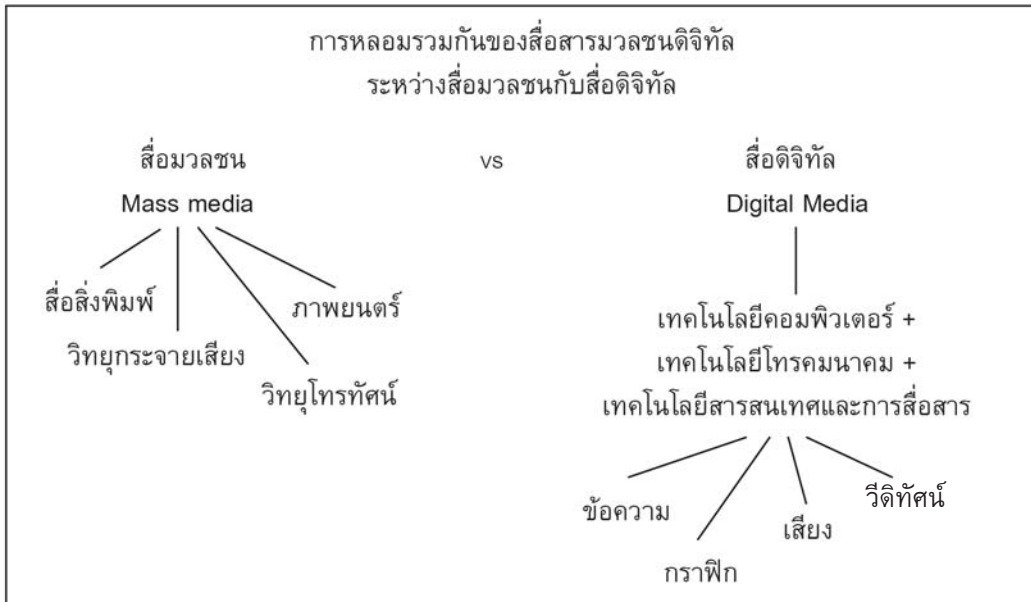 การหลอมรวมกันของสื่อสารมวลชนดิจิทัล
ระหว่างสื่อมวลชนกับสื่อดิจิทัล
สื่อมวลชน vs สื่อดิจิทัล
Mass media Digital Media
สื่อสิ่งพิมพ์ ภาพยนตร์
วิทยุกระจายเสียง
วิทยุโทรทัศน์
เทคโนโลยีคอมพิวเตอร์ +
เทคโนโลยีโทรคมนาคม +
เทคโนโลยีสารสนเทศและการสื่อสาร
ข้อความ วีดิทัศน์
เสียง
กราฟิก